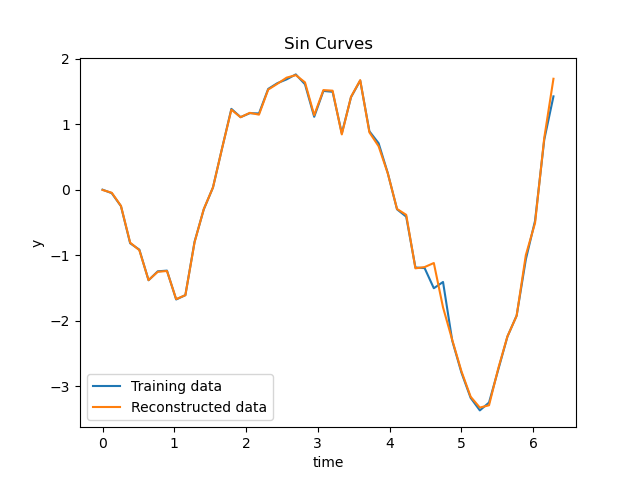 Sin Curves
2
1
0
−1
−2
−3
y
Training data
Reconstructed data
0 1 2 3 4 5 6
time